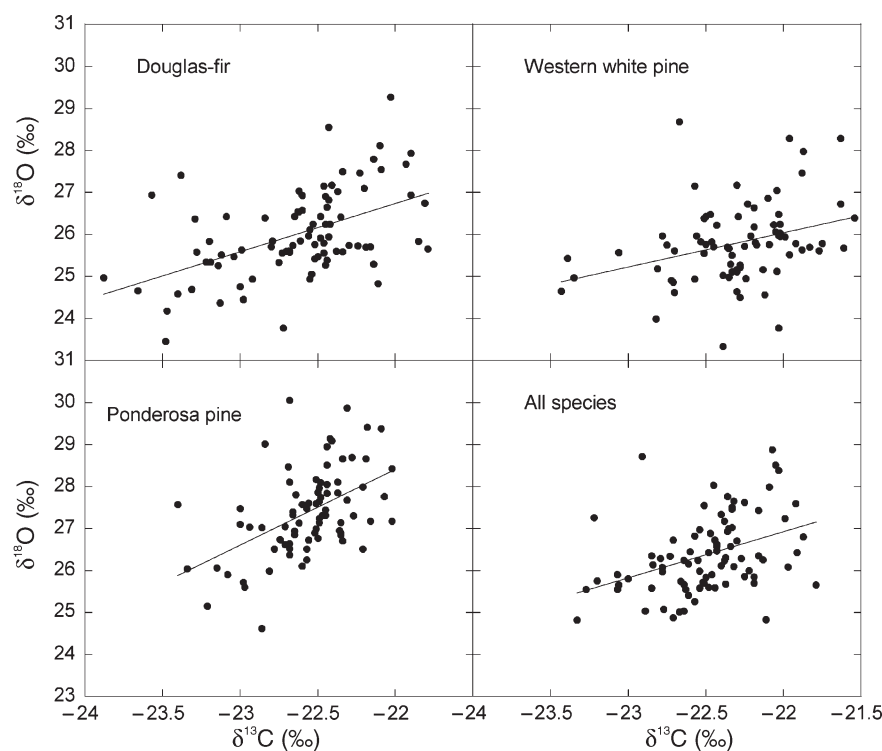 31
30
29
28
27
26
25
24
31
30
29
28
27
26
25
24
23
δ¹⁸O (‰)
δ¹⁸O (‰)
Douglas-fir
Western white pine
Ponderosa pine
All species
−24 −23.5 −23 −22.5 −22 −24 −23.5 −23 −22.5 −22 −21.5
δ¹³C (‰) δ¹³C (‰)